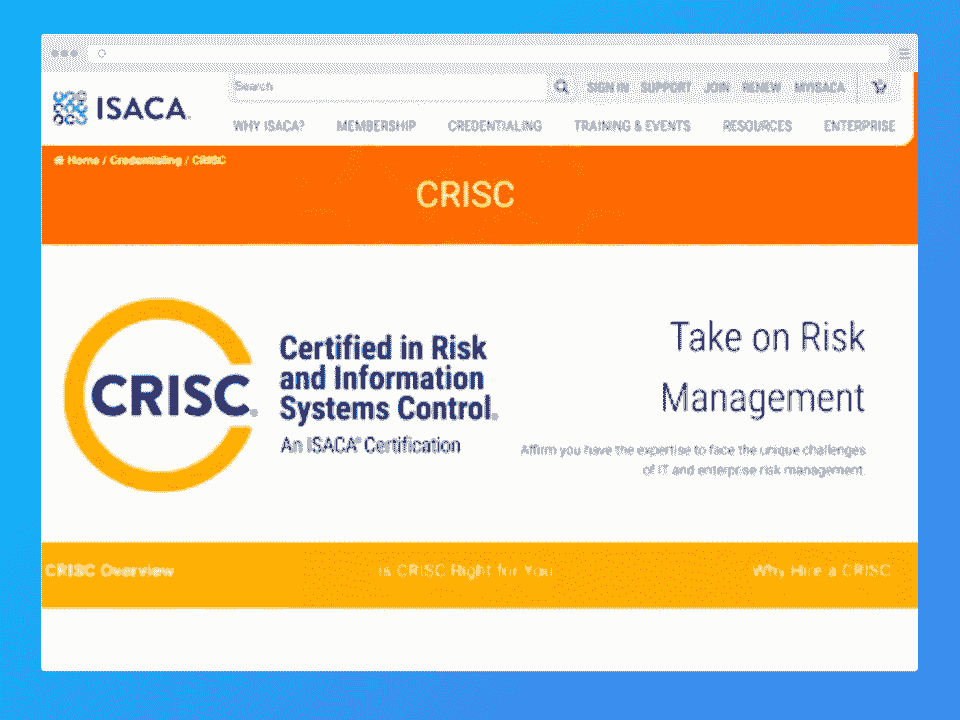 ISACA.
Search
SIGN IN SUPPORT JOIN RENEW MYISACA
WHY ISACA? MEMBERSHIP CREDENTIALING TRAINING & EVENTS RESOURCES ENTERPRISE
Home / Credentialing / CRISC
CRISC
CRISC®
Certified in Risk
and Information
Systems Control®
An ISACA® Certification
Take on Risk
Management
Affirm you have the expertise to face the unique challenges
of IT and enterprise risk management.
CRISC Overview Is CRISC Right for You Why Hire a CRISC